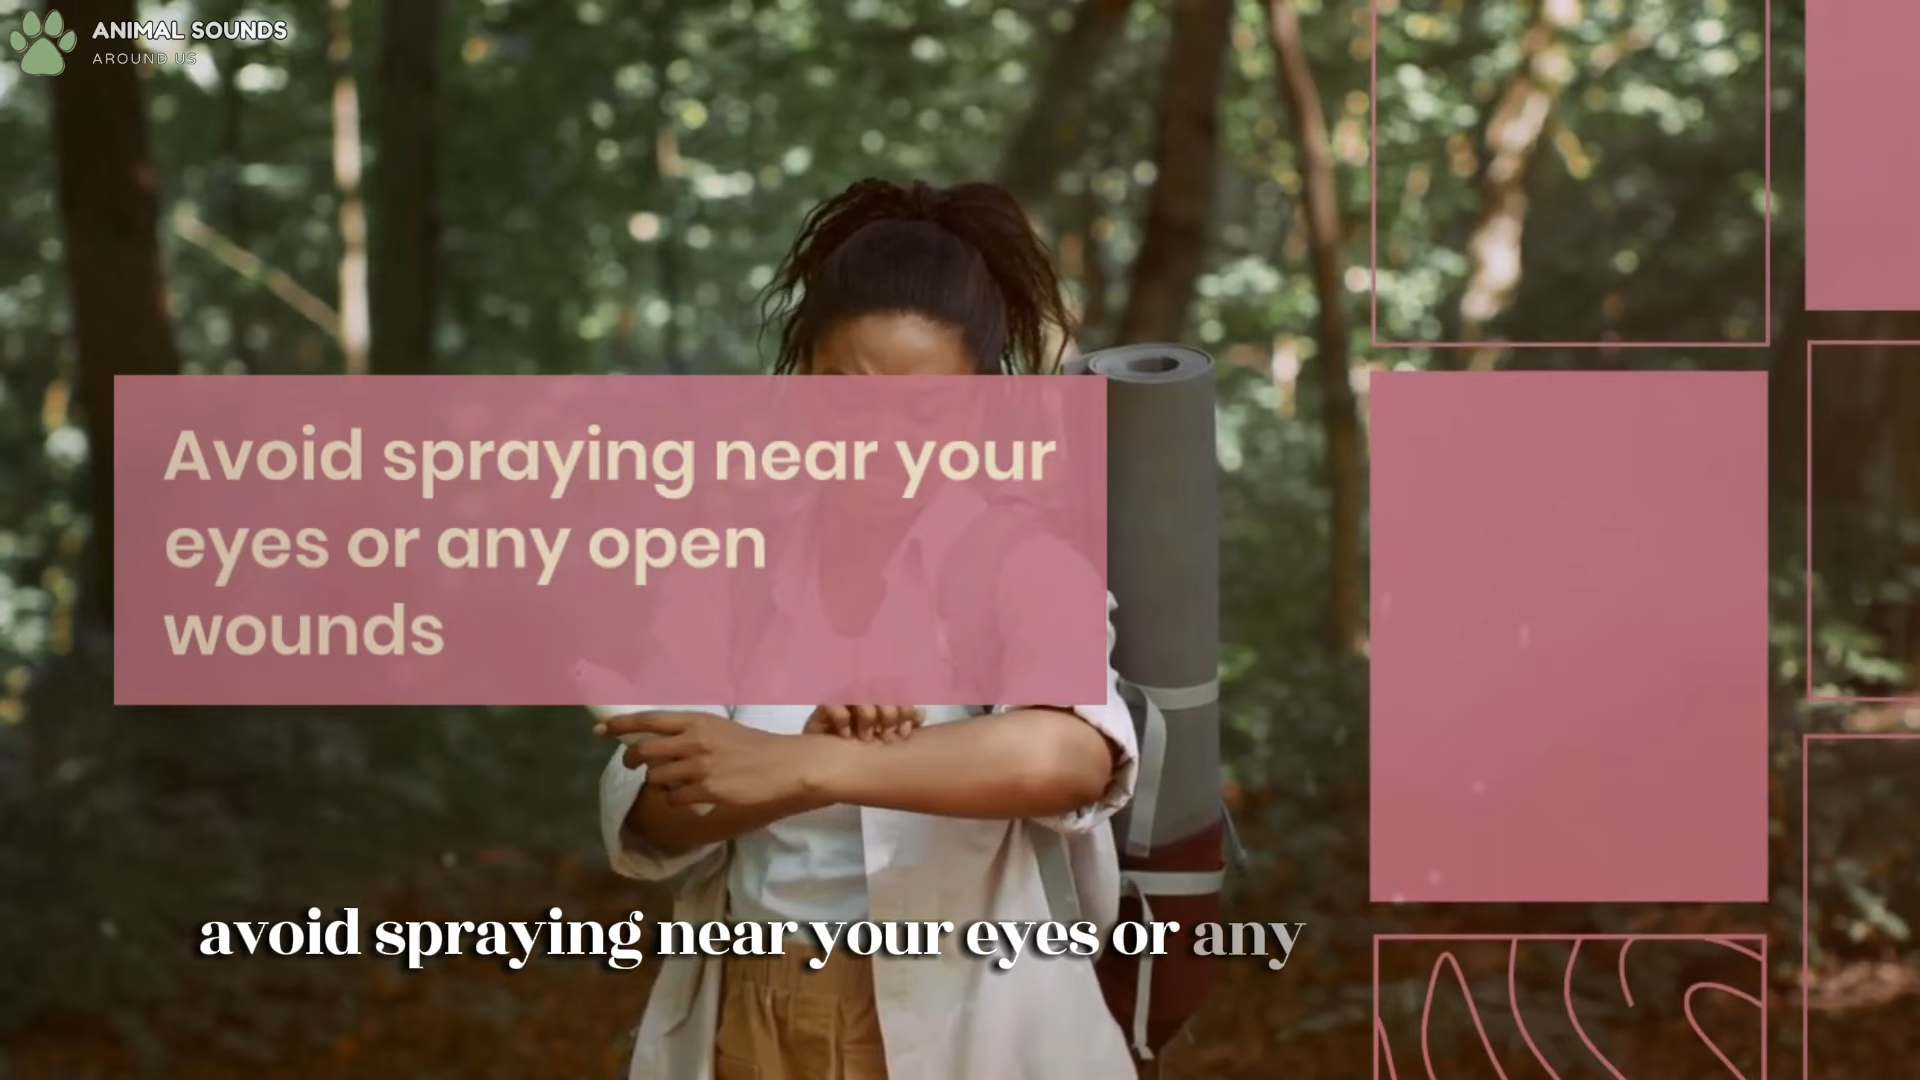 ANIMAL SOUNDS
AROUND US
Avoid spraying near your
eyes or any open
wounds
avoid spraying near your eyes or any